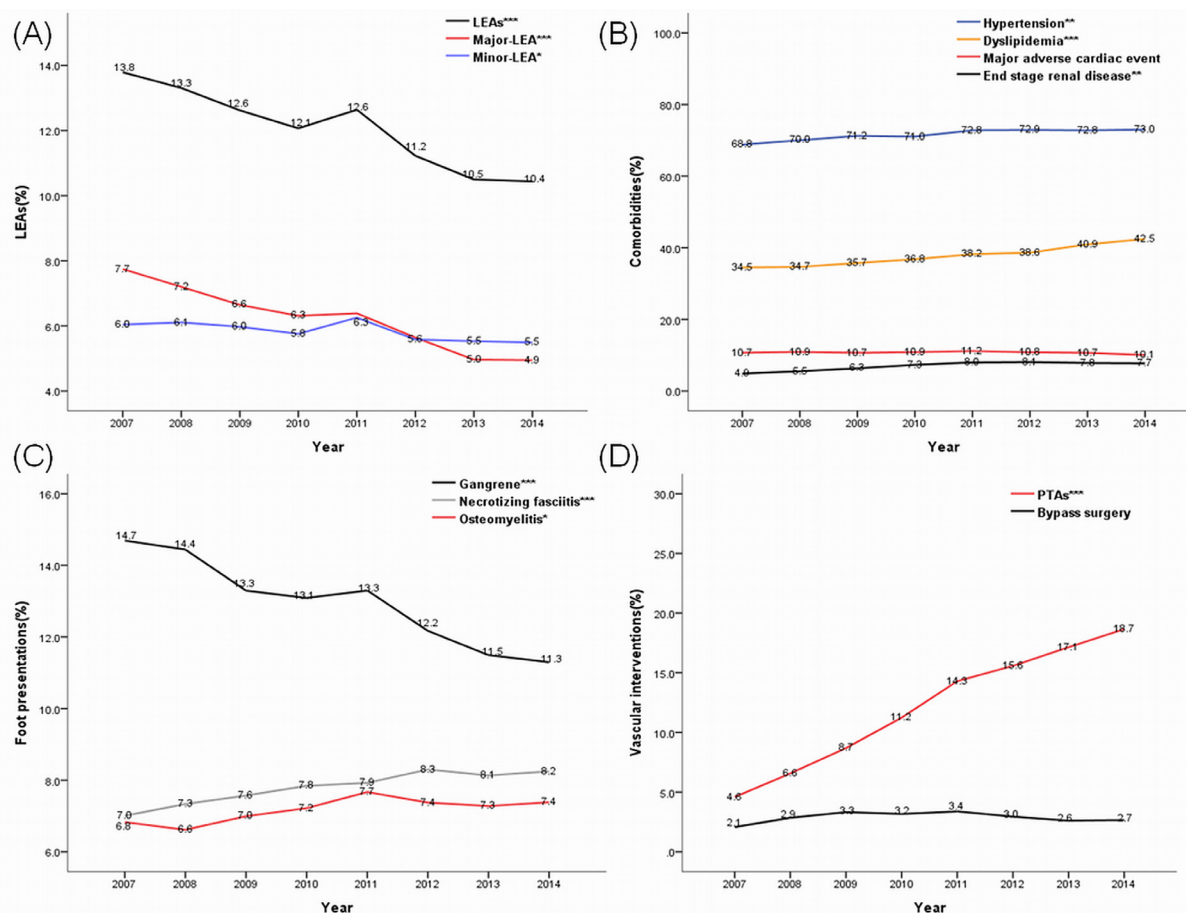 (A)
LEAs***
Major-LEA***
Minor-LEA*
LEAs(%)
14.0
12.0
10.0
8.0
6.0
4.0
13.8 13.3 12.6 12.1 12.6 11.2 10.5 10.4
7.7 7.2 6.6 6.3 5.0 4.9
6.0 6.1 6.0 5.8 6.3 5.6 5.5 5.5
2007 2008 2009 2010 2011 2012 2013 2014
Year
(B)
Hypertension**
Dyslipidemia***
Major adverse cardiac event
End stage renal disease**
Comorbidities(%)
100.0
80.0
60.0
40.0
20.0
0.0
68.8 70.0 71.2 71.0 72.8 72.9 72.8 73.0
34.5 34.7 35.7 36.8 38.2 38.6 40.9 42.5
10.7 10.9 10.7 10.9 11.2 10.8 10.7 10.1
4.9 5.5 6.3 7.3 8.0 8.1 7.8 7.7
2007 2008 2009 2010 2011 2012 2013 2014
Year
(C)
Gangrene***
Necrotizing fasciitis***
Osteomyelitis*
Foot presentations(%)
16.0
14.0
12.0
10.0
8.0
6.0
14.7 14.4 13.3 13.1 13.3 12.2 11.5 11.3
7.0 7.3 7.6 7.8 7.9 8.3 8.1 8.2
6.8 6.6 7.0 7.2 7.7 7.4 7.3 7.4
2007 2008 2009 2010 2011 2012 2013 2014
Year
(D)
PTAs***
Bypass surgery
Vascular interventions(%)
30.0
25.0
20.0
15.0
10.0
5.0
.0
4.6 6.6 8.7 11.2 14.3 15.6 17.1 18.7
2.1 2.9 3.3 3.2 3.4 3.0 2.6 2.7
2007 2008 2009 2010 2011 2012 2013 2014
Year